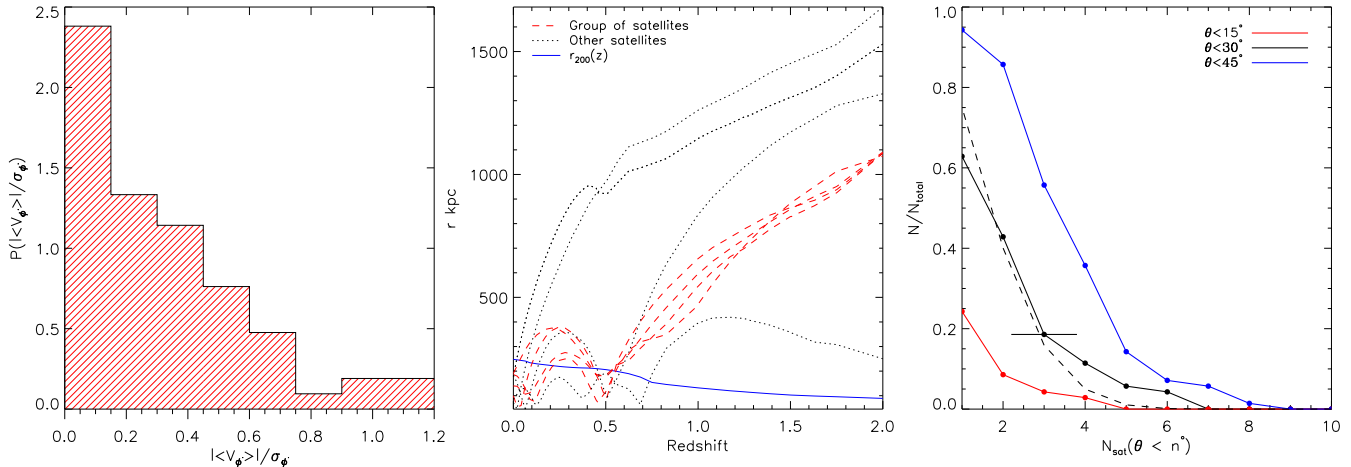 2.5
2.0
1.5
1.0
0.5
0.0
P(|<V_ϕ>|/σ_ϕ)
0.0 0.2 0.4 0.6 0.8 1.0 1.2
|<V_ϕ>|/σ_ϕ
Group of satellites
Other satellites
r₂₀₀(z)
1500
1000
500
r kpc
0.0 0.5 1.0 1.5 2.0
Redshift
θ<15°
θ<30°
θ<45°
1.0
0.8
0.6
0.4
0.2
0.0
N/N_total
2 4 6 8 10
N_sat(θ < n°)